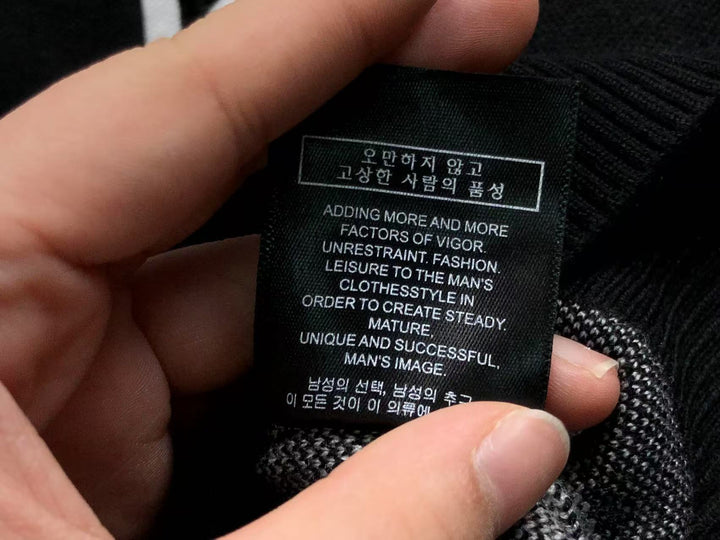 오만하지 않고
고상한 사람의 품성
ADDING MORE AND MORE
FACTORS OF VIGOR.
UNRESTRAINT. FASHION.
LEISURE TO THE MAN'S
CLOTHESSTYLE IN
ORDER TO CREATE STEADY.
MATURE,
UNIQUE AND SUCCESSFUL,
MAN'S IMAGE.
남성의 선택, 남성의 추구
이 모든 것이 이 의류에